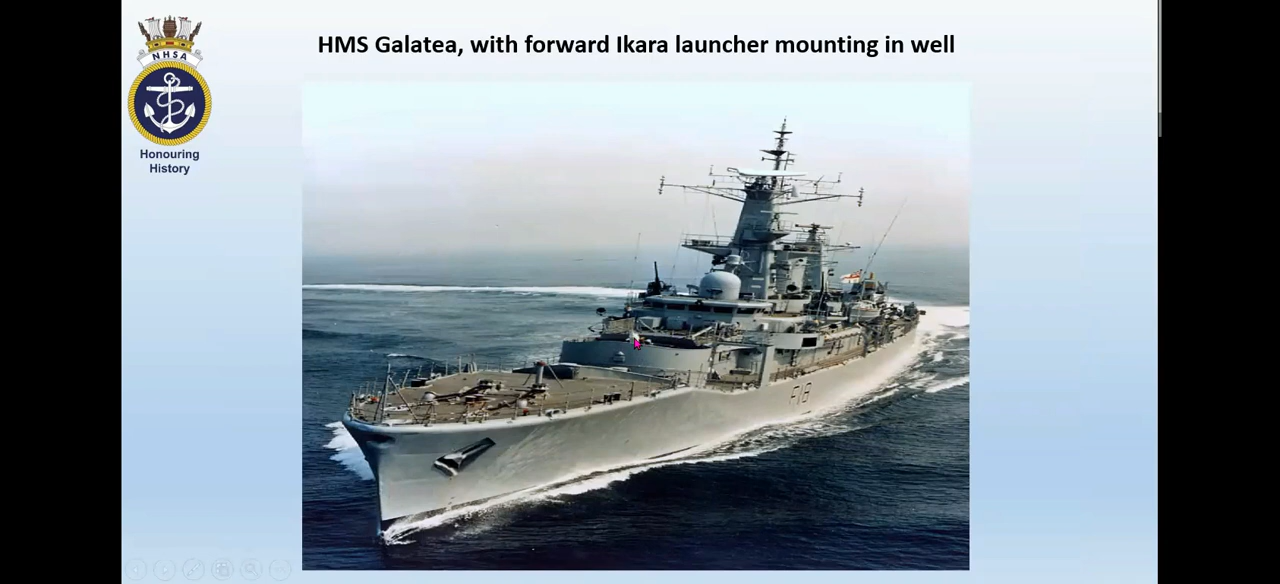 HMS Galatea, with forward Ikara launcher mounting in well
NHSA
Honouring
History
F18